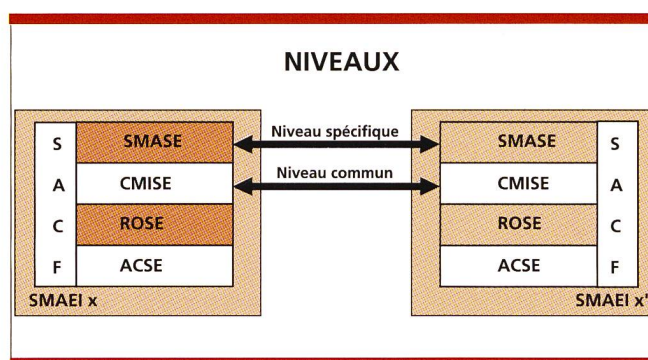 NIVEAUX
S SMASE Niveau spécifique SMASE S
A CMISE Niveau commun CMISE A
C ROSE ROSE C
F ACSE ACSE F
SMAEI x SMAEI x'